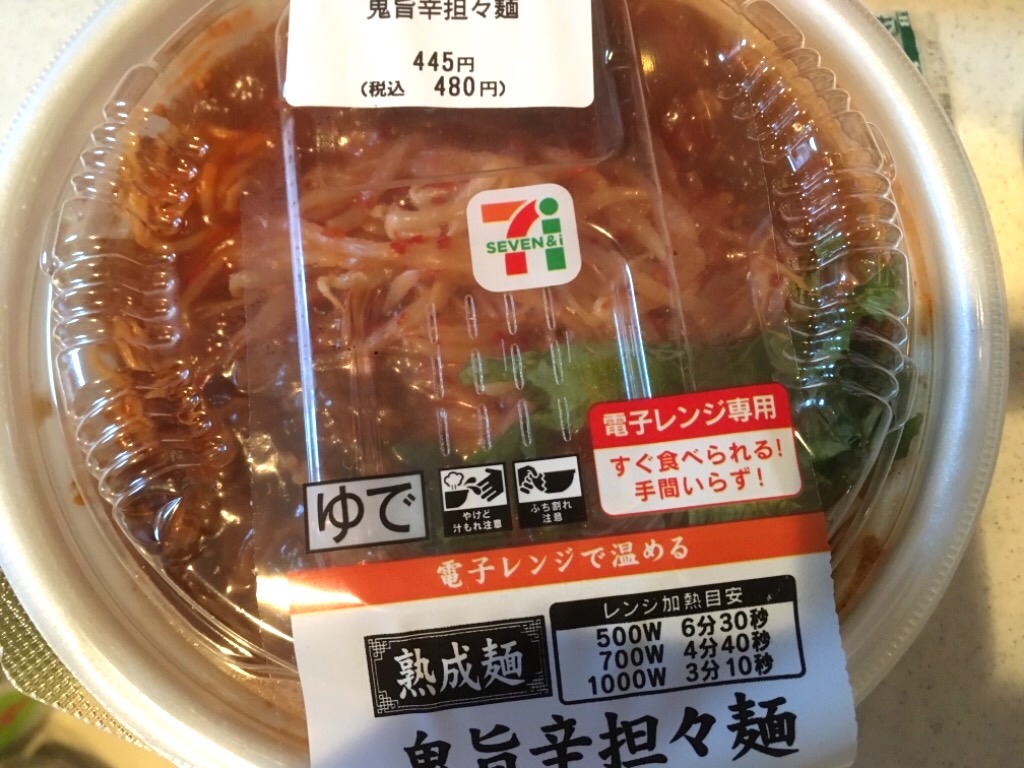 鬼旨辛担々麺
445円
(税込 480円)
SEVEN&i
電子レンジ専用
すぐ食べられる!
手間いらず!
ゆで
やけど
汁もれ注意
ふち割れ
注意
電子レンジで温める
熟成麺
レンジ加熱目安
500W 6分30秒
700W 4分40秒
1000W 3分10秒
鬼旨辛担々麺